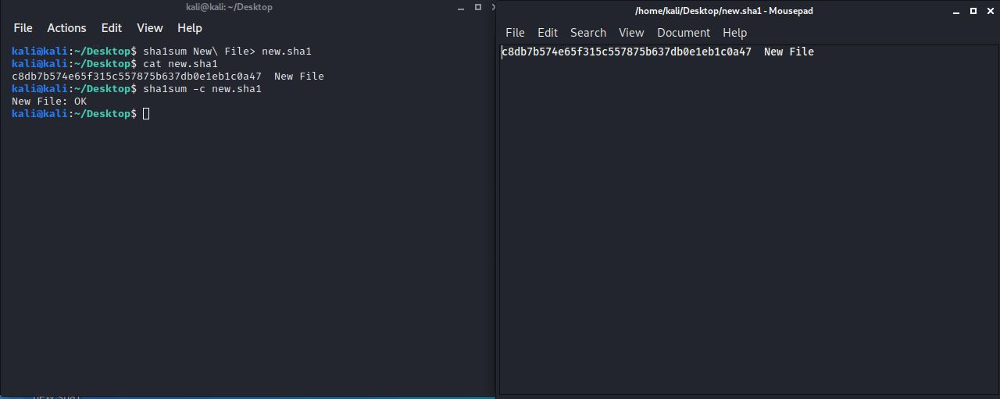 kali@kali: ~/Desktop
File Actions Edit View Help
kali@kali:~/Desktop$ sha1sum New\ File> new.sha1
kali@kali:~/Desktop$ cat new.sha1
c8db7b574e65f315c557875b637db0e1eb1c0a47  New File
kali@kali:~/Desktop$ sha1sum -c new.sha1
New File: OK
kali@kali:~/Desktop$
new.sha1
/home/kali/Desktop/new.sha1 - Mousepad
File Edit Search View Document Help
c8db7b574e65f315c557875b637db0e1eb1c0a47  New File